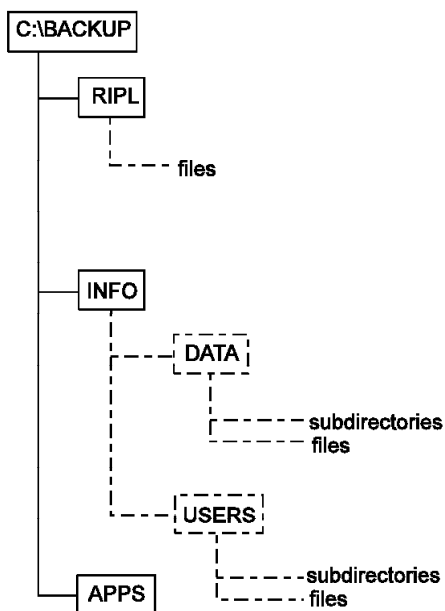 C:\BACKUP
RIPL
files
INFO
DATA
subdirectories
files
USERS
subdirectories
files
APPS